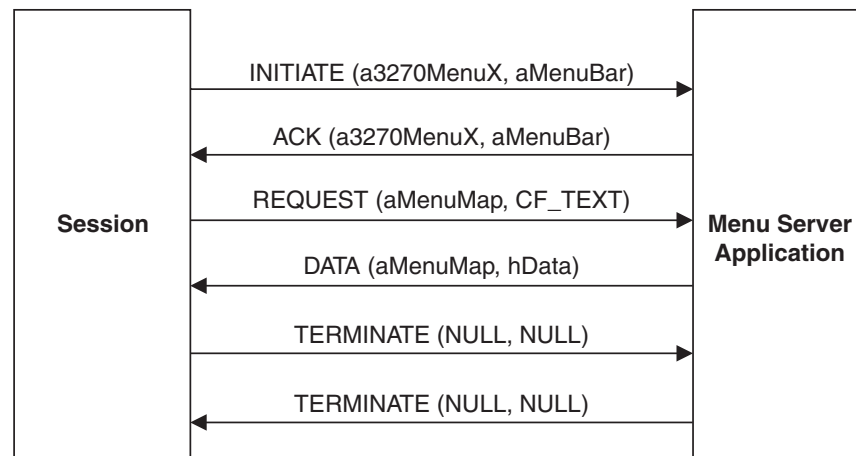 INITIATE (a3270MenuX, aMenuBar)
ACK (a3270MenuX, aMenuBar)
REQUEST (aMenuMap, CF_TEXT)
Session
Menu Server
Application
DATA (aMenuMap, hData)
TERMINATE (NULL, NULL)
TERMINATE (NULL, NULL)